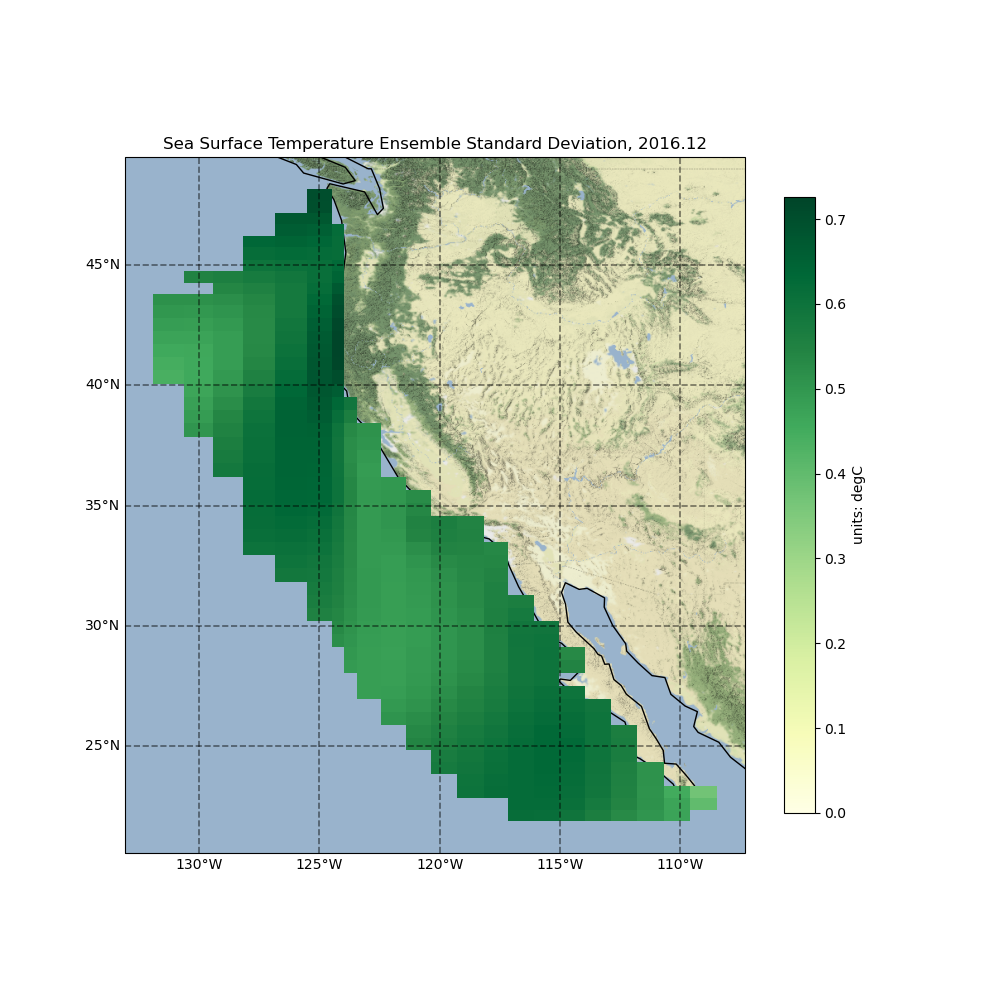 Sea Surface Temperature Ensemble Standard Deviation, 2016.12
45°N
40°N
35°N
30°N
25°N
130°W
125°W
120°W
115°W
110°W
0.7
0.6
0.5
0.4
0.3
0.2
0.1
0.0
units: degC